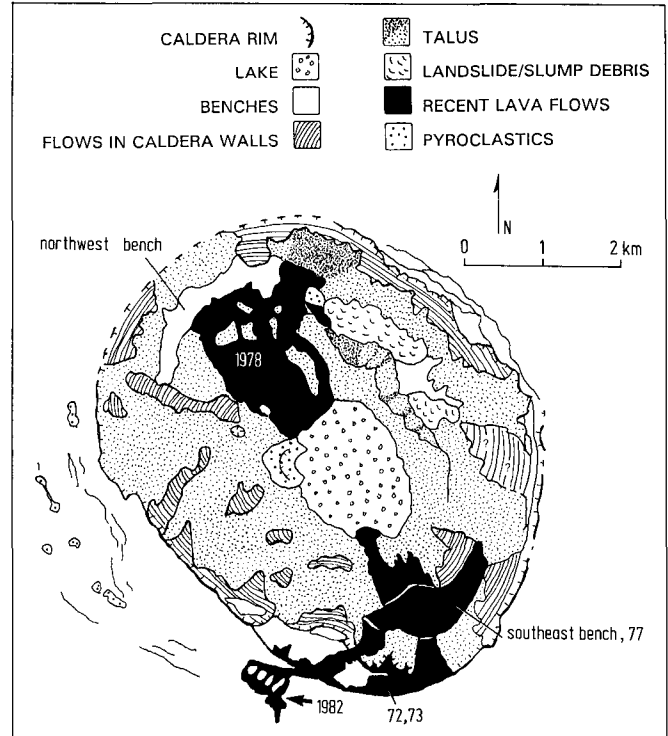 CALDERA RIM
LAKE
BENCHES
FLOWS IN CALDERA WALLS
TALUS
LANDSLIDE/SLUMP DEBRIS
RECENT LAVA FLOWS
PYROCLASTICS
N
0 1 2 km
northwest bench
1978
southeast bench, 77
1982
72,73